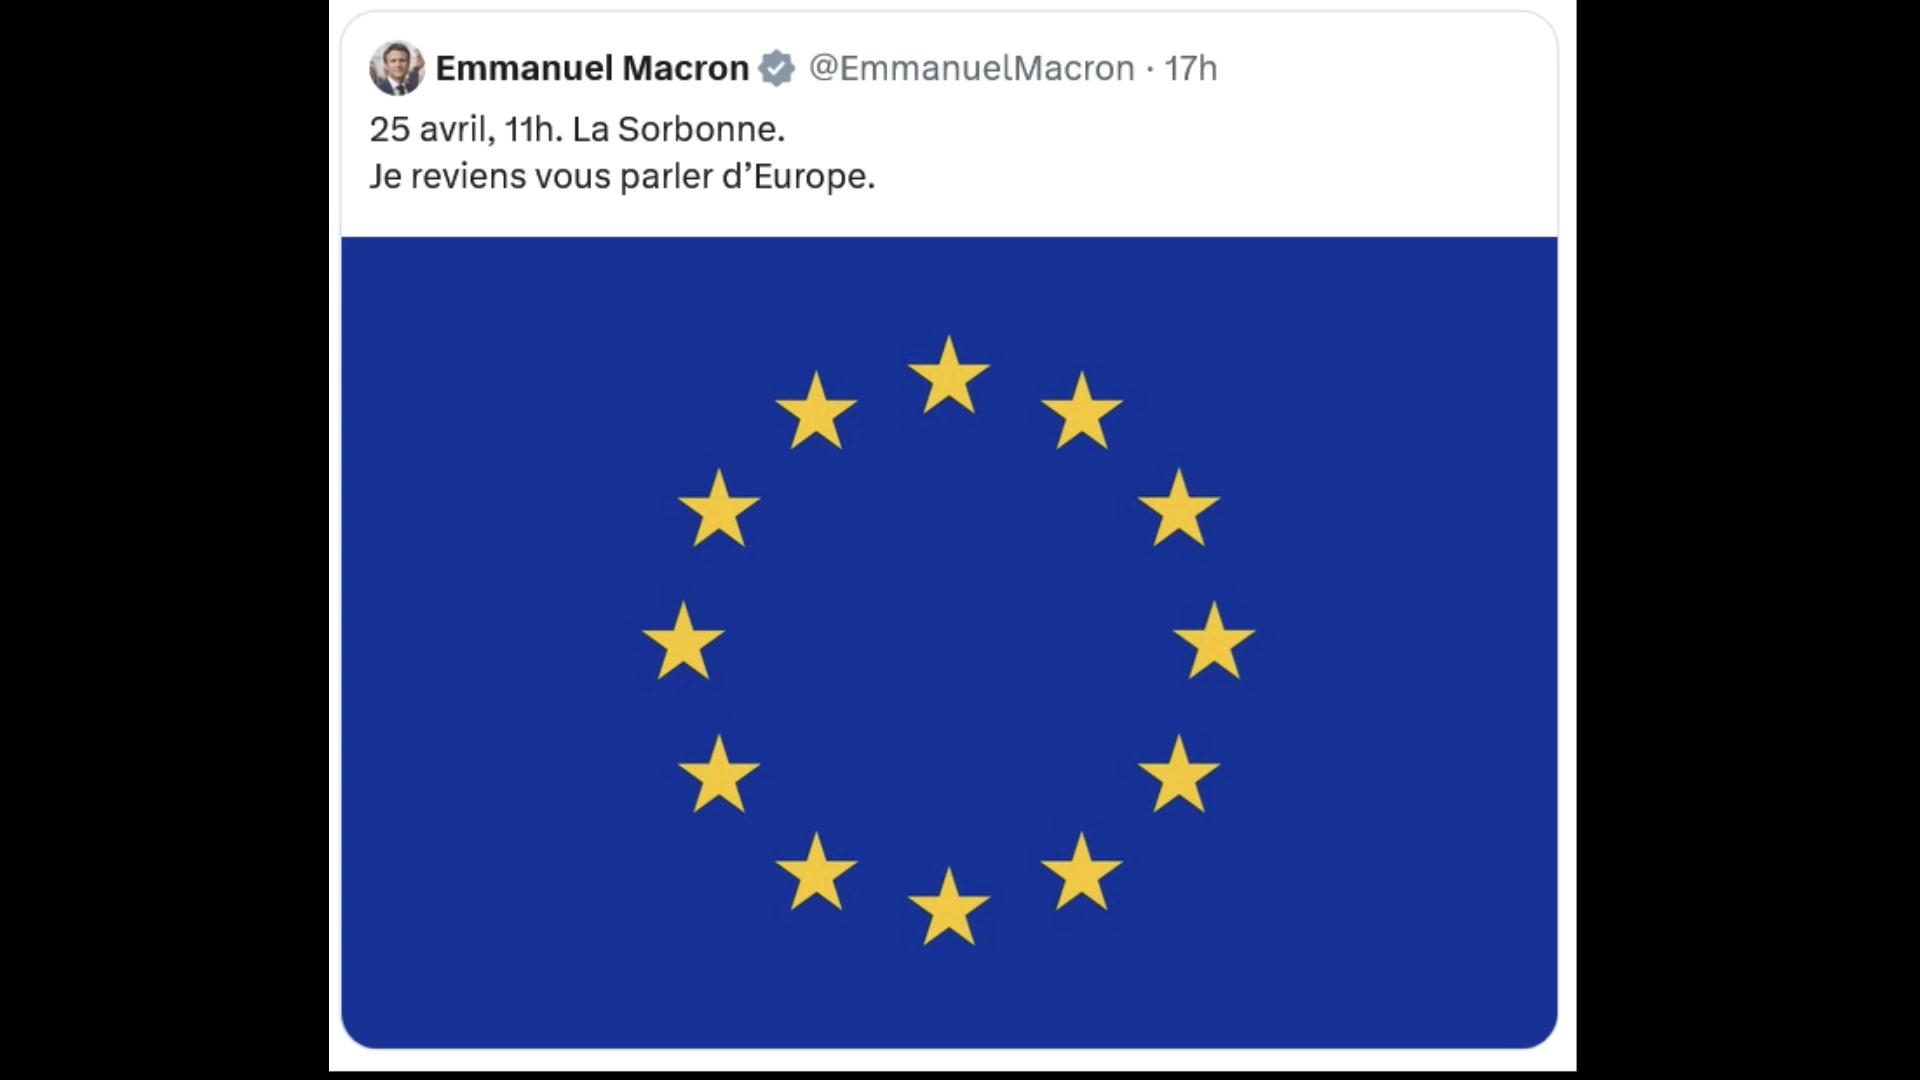 Emmanuel Macron @EmmanuelMacron · 17h
25 avril, 11h. La Sorbonne.
Je reviens vous parler d’Europe.